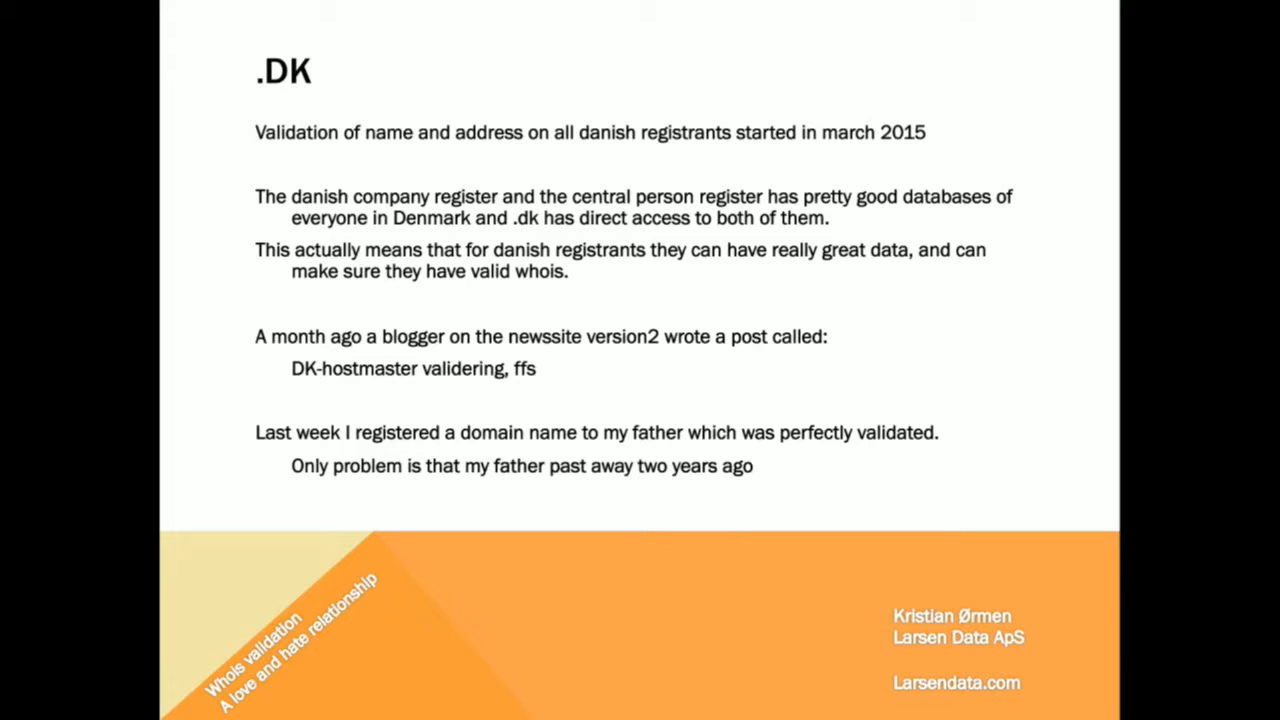 .DK
Validation of name and address on all danish registrants started in march 2015
The danish company register and the central person register has pretty good databases of
everyone in Denmark and .dk has direct access to both of them.
This actually means that for danish registrants they can have really great data, and can
make sure they have valid whois.
A month ago a blogger on the newssite version2 wrote a post called:
DK-hostmaster validering, ffs
Last week I registered a domain name to my father which was perfectly validated.
Only problem is that my father past away two years ago
Whois validation
A love and hate relationship
Kristian Ørmen
Larsen Data ApS
Larsendata.com